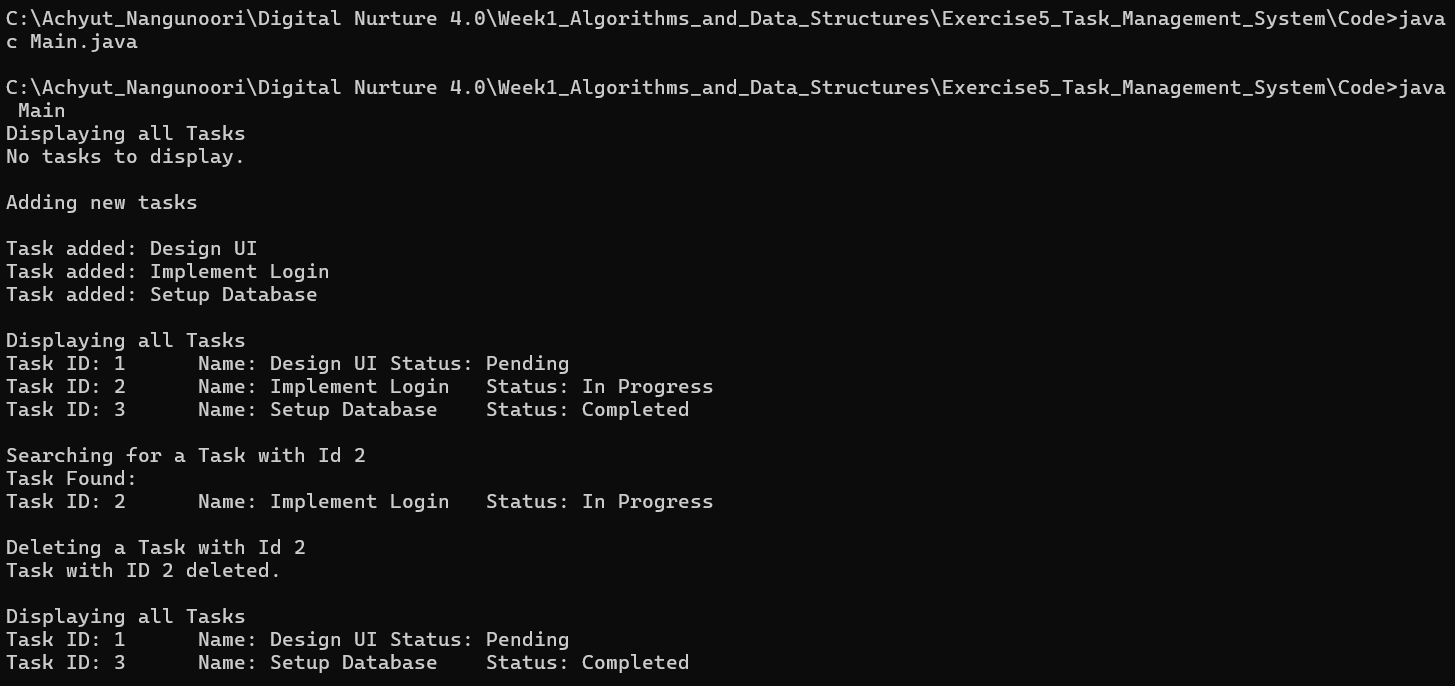 C:\Achyut_Nangunoori\Digital Nurture 4.0\Week1_Algorithms_and_Data_Structures\Exercise5_Task_Management_System\Code>java
c Main.java
C:\Achyut_Nangunoori\Digital Nurture 4.0\Week1_Algorithms_and_Data_Structures\Exercise5_Task_Management_System\Code>java
 Main
Displaying all Tasks
No tasks to display.
Adding new tasks
Task added: Design UI
Task added: Implement Login
Task added: Setup Database
Displaying all Tasks
Task ID: 1      Name: Design UI Status: Pending
Task ID: 2      Name: Implement Login   Status: In Progress
Task ID: 3      Name: Setup Database    Status: Completed
Searching for a Task with Id 2
Task Found:
Task ID: 2      Name: Implement Login   Status: In Progress
Deleting a Task with Id 2
Task with ID 2 deleted.
Displaying all Tasks
Task ID: 1      Name: Design UI Status: Pending
Task ID: 3      Name: Setup Database    Status: Completed